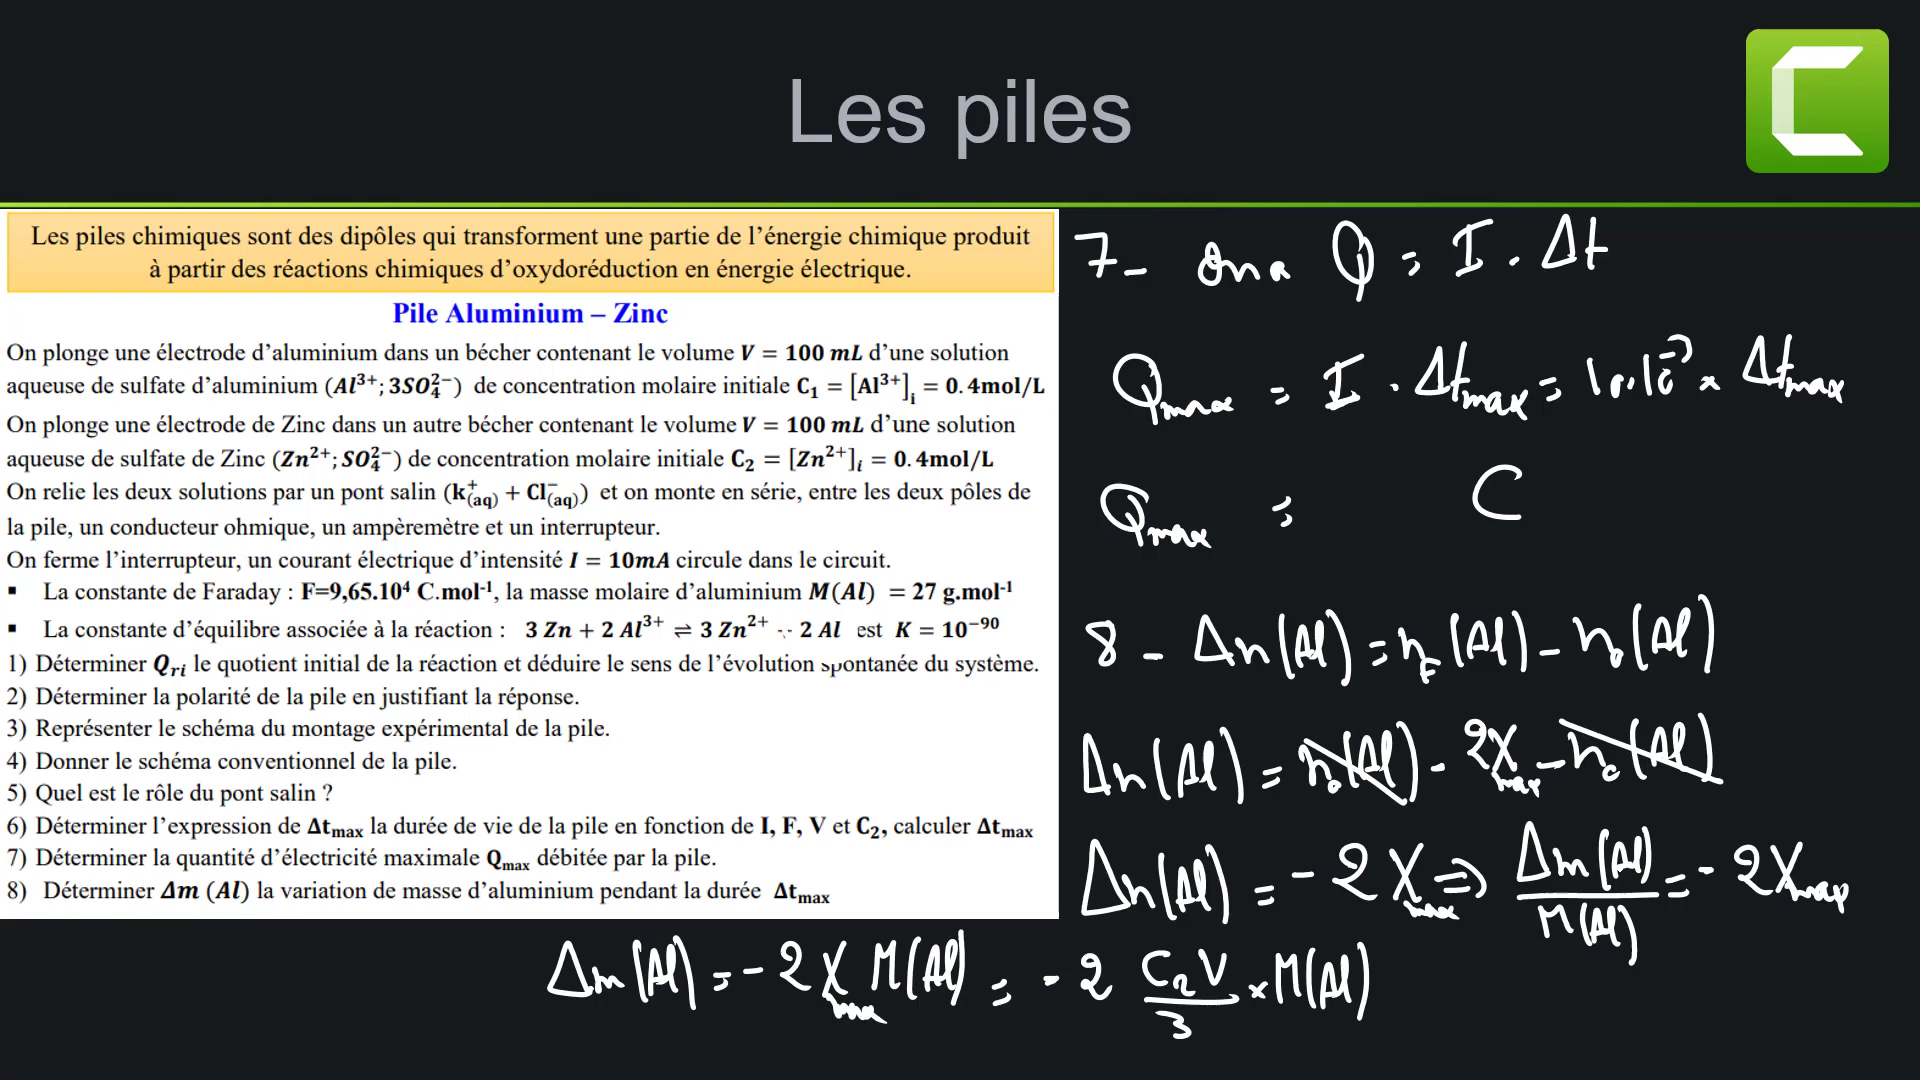 Les piles
Les piles chimiques sont des dipôles qui transforment une partie de l'énergie chimique produit
à partir des réactions chimiques d'oxydoréduction en énergie électrique.
Pile Aluminium – Zinc
On plonge une électrode d'aluminium dans un bécher contenant le volume V = 100 mL d'une solution
aqueuse de sulfate d'aluminium (Al³⁺; 3SO₄²⁻) de concentration molaire initiale C₁ = [Al³⁺]ᵢ = 0.4mol/L
On plonge une électrode de Zinc dans un autre bécher contenant le volume V = 100 mL d'une solution
aqueuse de sulfate de Zinc (Zn²⁺; SO₄²⁻) de concentration molaire initiale C₂ = [Zn²⁺]ᵢ = 0.4mol/L
On relie les deux solutions par un pont salin (k⁺(aq) + Cl⁻(aq)) et on monte en série, entre les deux pôles de
la pile, un conducteur ohmique, un ampèremètre et un interrupteur.
On ferme l'interrupteur, un courant électrique d'intensité I = 10mA circule dans le circuit.
▪ La constante de Faraday : F=9,65.10⁴ C.mol⁻¹, la masse molaire d'aluminium M(Al) = 27 g.mol⁻¹
▪ La constante d'équilibre associée à la réaction : 3 Zn + 2 Al³⁺ ⇌ 3 Zn²⁺ -- 2 Al est K = 10⁻⁹⁰
1) Déterminer Q_ri le quotient initial de la réaction et déduire le sens de l'évolution spontanée du système.
2) Déterminer la polarité de la pile en justifiant la réponse.
3) Représenter le schéma du montage expérimental de la pile.
4) Donner le schéma conventionnel de la pile.
5) Quel est le rôle du pont salin ?
6) Déterminer l'expression de Δt_max la durée de vie de la pile en fonction de I, F, V et C₂, calculer Δt_max
7) Déterminer la quantité d'électricité maximale Q_max débitée par la pile.
8) Déterminer Δm (Al) la variation de masse d'aluminium pendant la durée Δt_max
7- On a Q = I . Δt
Q_max = I . Δt_max = 10.10⁻³ × Δt_max
Q_max = C
8 - Δn(Al) = n_F(Al) - n₀(Al)
Δn(Al) = n₀(Al) - 2X_max - n₀(Al)
Δn(Al) = - 2X_max ⇒ Δm(Al)/M(Al) = - 2X_max
Δm(Al) = - 2X_max M(Al) = - 2 C₂V/3 × M(Al)